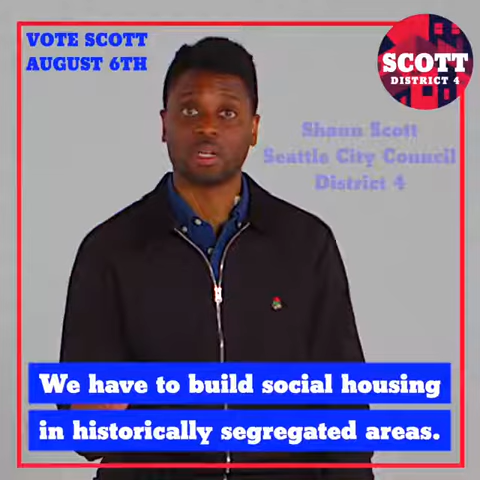 VOTE SCOTT
AUGUST 6TH
SCOTT
DISTRICT 4
Shaun Scott
Seattle City Council
District 4
We have to build social housing
in historically segregated areas.